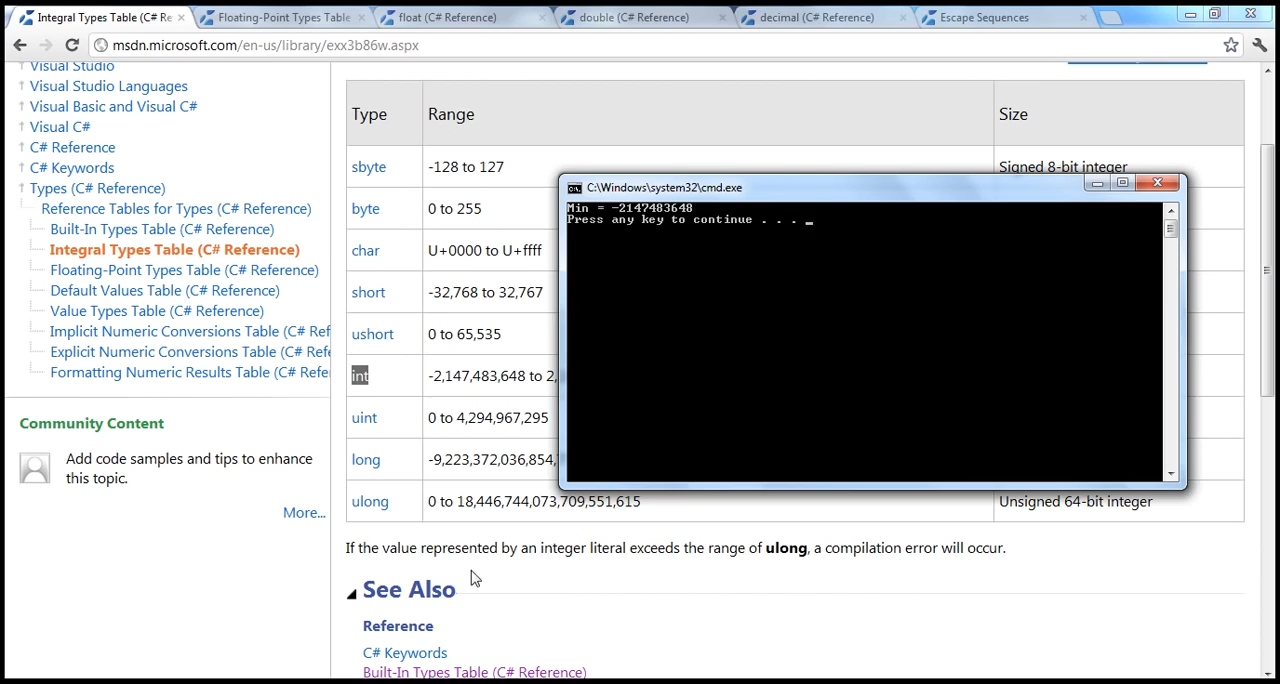 Integral Types Table (C# Re
Floating-Point Types Table
float (C# Reference)
double (C# Reference)
decimal (C# Reference)
Escape Sequences
msdn.microsoft.com/en-us/library/exx3b86w.aspx
Visual Studio
Visual Studio Languages
Visual Basic and Visual C#
Visual C#
C# Reference
C# Keywords
Types (C# Reference)
Reference Tables for Types (C# Reference)
Built-In Types Table (C# Reference)
Integral Types Table (C# Reference)
Floating-Point Types Table (C# Reference)
Default Values Table (C# Reference)
Value Types Table (C# Reference)
Implicit Numeric Conversions Table (C# Ref
Explicit Numeric Conversions Table (C# Refe
Formatting Numeric Results Table (C# Refe
Community Content
Add code samples and tips to enhance
this topic.
More...
Type Range Size
sbyte -128 to 127 Signed 8-bit integer
byte 0 to 255
char U+0000 to U+ffff
short -32,768 to 32,767
ushort 0 to 65,535
int -2,147,483,648 to 2,
uint 0 to 4,294,967,295
long -9,223,372,036,854,
ulong 0 to 18,446,744,073,709,551,615 Unsigned 64-bit integer
C:\Windows\system32\cmd.exe
Min = -2147483648
Press any key to continue . . . _
If the value represented by an integer literal exceeds the range of ulong, a compilation error will occur.
See Also
Reference
C# Keywords
Built-In Types Table (C# Reference)